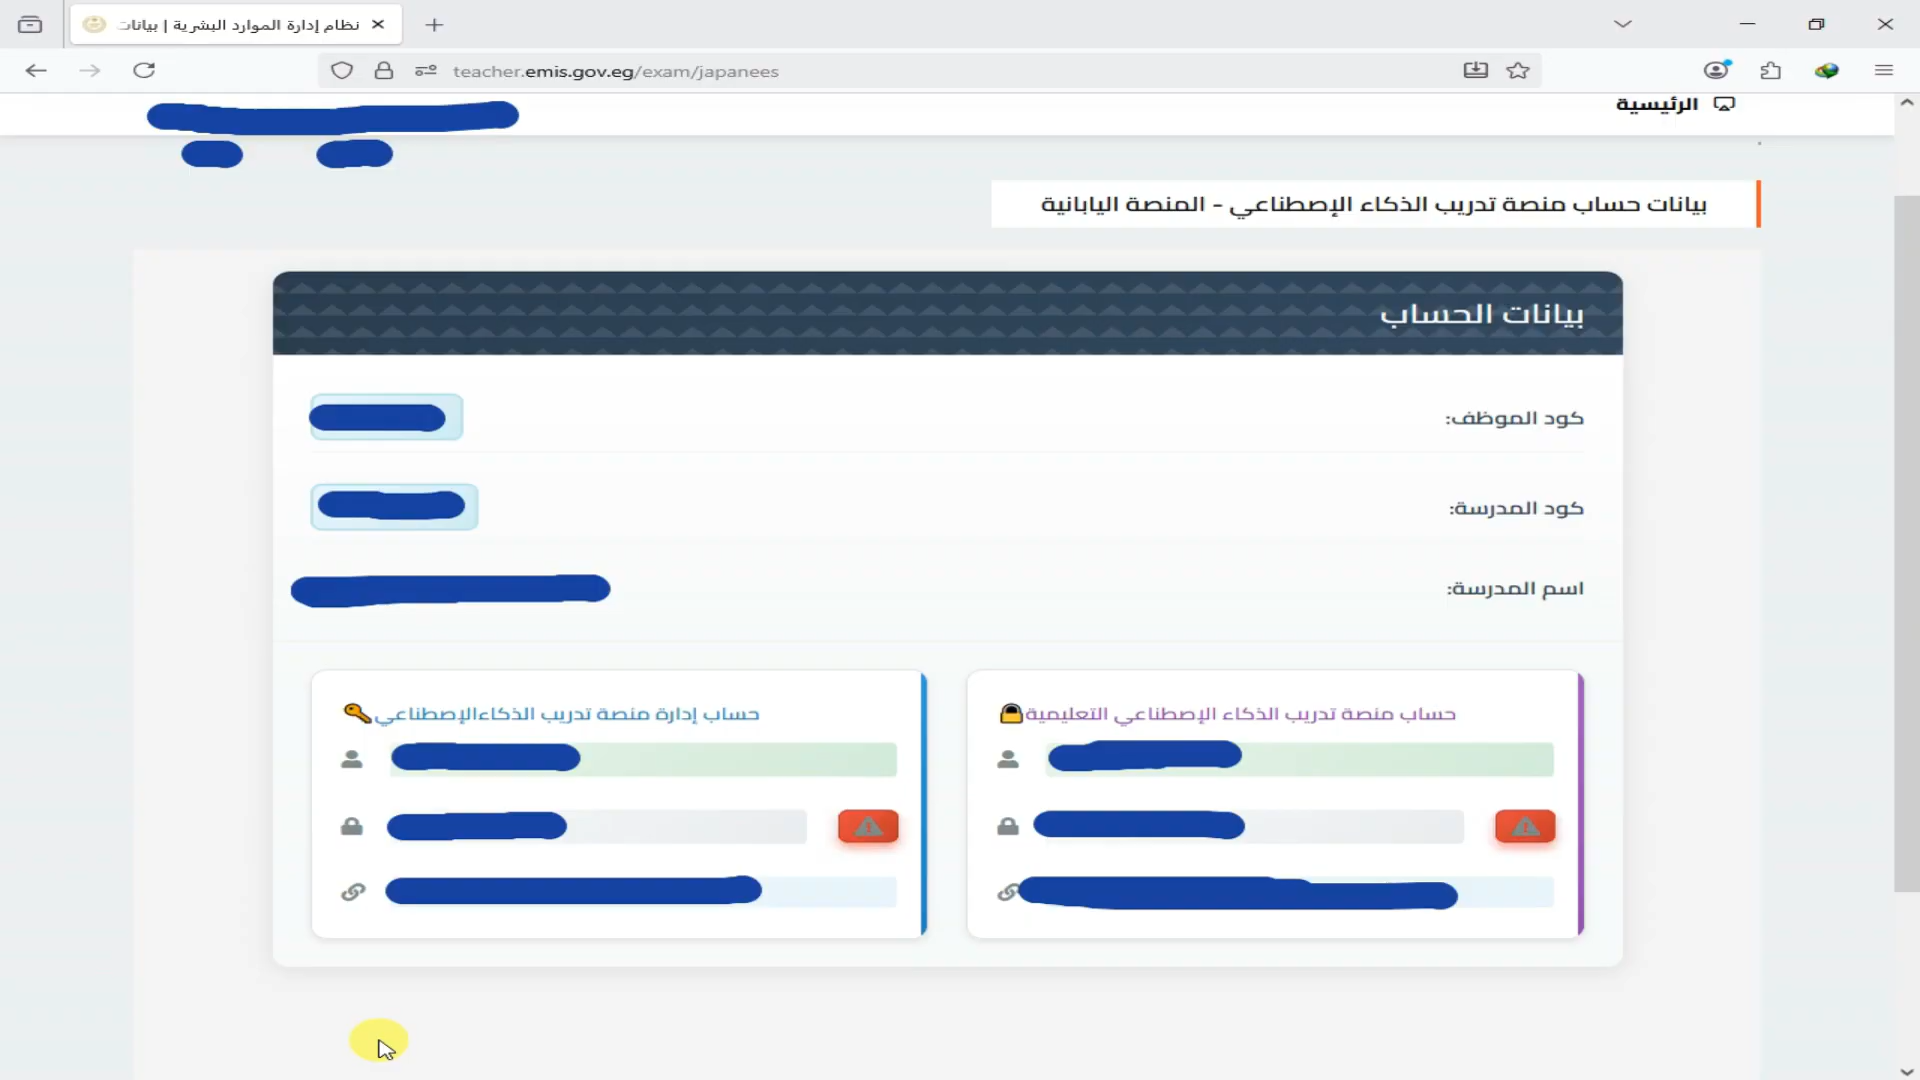 نظام إدارة الموارد البشرية | بيانات
teacher.emis.gov.eg/exam/japanees
الرئيسية
بيانات حساب منصة تدريب الذكاء الإصطناعي - المنصة اليابانية
بيانات الحساب
كود الموظف:
كود المدرسة:
اسم المدرسة:
حساب منصة تدريب الذكاء الإصطناعي التعليمية
حساب إدارة منصة تدريب الذكاءالإصطناعي